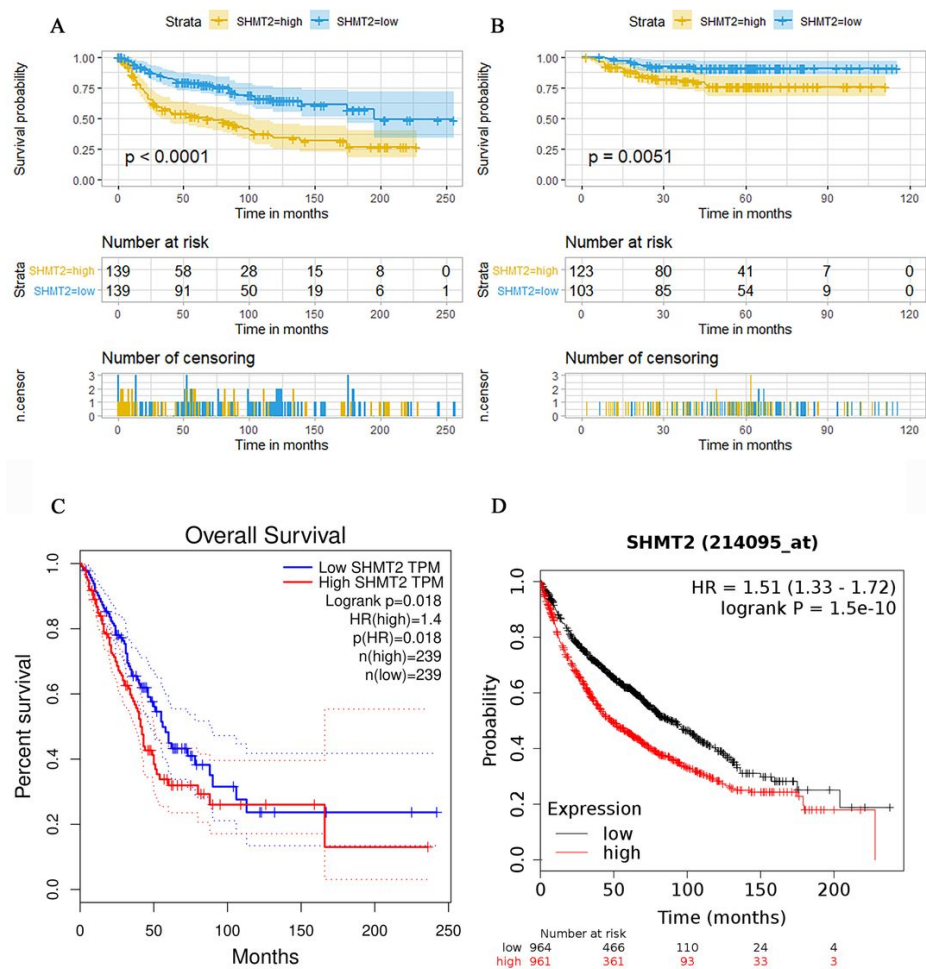 A
Strata SHMT2=high SHMT2=low
Survival probability
1.00
0.75
0.50
0.25
0.00
p < 0.0001
0 50 100 150 200 250
Time in months
Number at risk
Strata
SHMT2=high 139 58 28 15 8 0
SHMT2=low 139 91 50 19 6 1
0 50 100 150 200 250
Time in months
Number of censoring
n.censor
3
2
1
0
0 50 100 150 200 250
Time in months
B
Strata SHMT2=high SHMT2=low
Survival probability
1.00
0.75
0.50
0.25
0.00
p = 0.0051
0 30 60 90 120
Time in months
Number at risk
Strata
SHMT2=high 123 80 41 7 0
SHMT2=low 103 85 54 9 0
0 30 60 90 120
Time in months
Number of censoring
n.censor
3
2
1
0
0 30 60 90 120
Time in months
C
Overall Survival
Percent survival
1.0
0.8
0.6
0.4
0.2
0.0
Low SHMT2 TPM
High SHMT2 TPM
Logrank p=0.018
HR(high)=1.4
p(HR)=0.018
n(high)=239
n(low)=239
0 50 100 150 200 250
Months
D
SHMT2 (214095_at)
Probability
1.0
0.8
0.6
0.4
0.2
0.0
HR = 1.51 (1.33 - 1.72)
logrank P = 1.5e-10
Expression
low
high
0 50 100 150 200
Time (months)
Number at risk
low 964 466 110 24 4
high 961 361 93 33 3